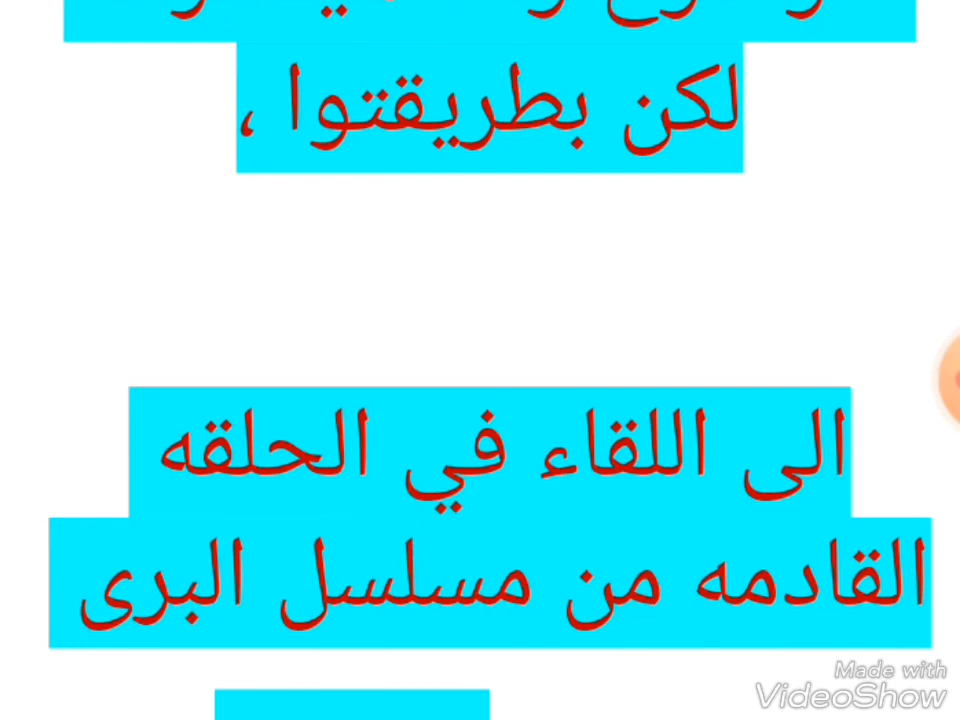 لكن بطريقتوا ،
الى اللقاء في الحلقه
القادمه من مسلسل البرى
Made with
VideoShow